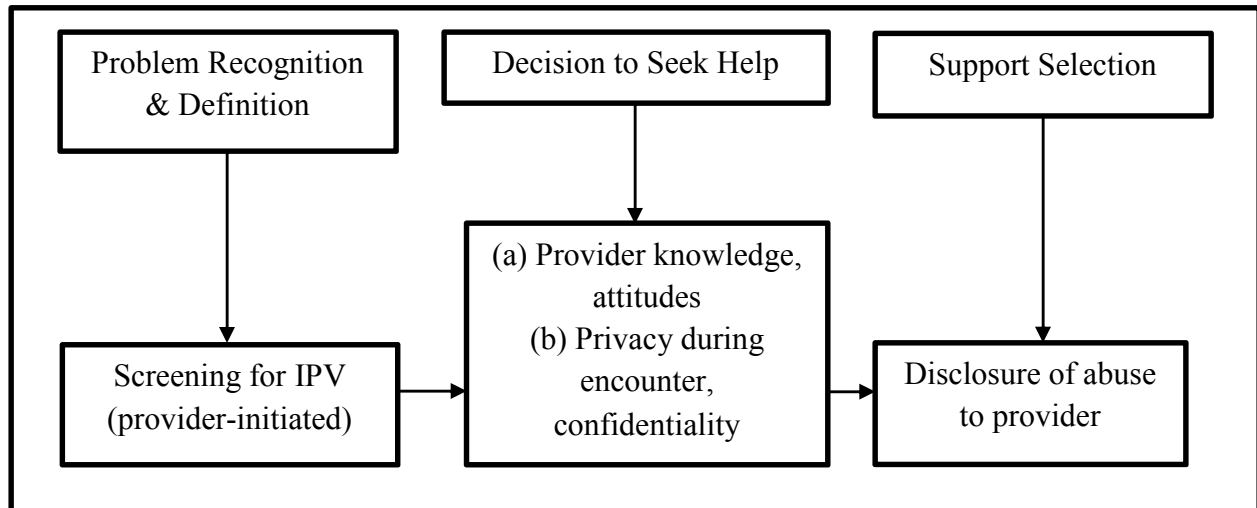 Problem Recognition
& Definition
Decision to Seek Help
Support Selection
(a) Provider knowledge,
attitudes
(b) Privacy during
encounter,
confidentiality
Screening for IPV
(provider-initiated)
Disclosure of abuse
to provider